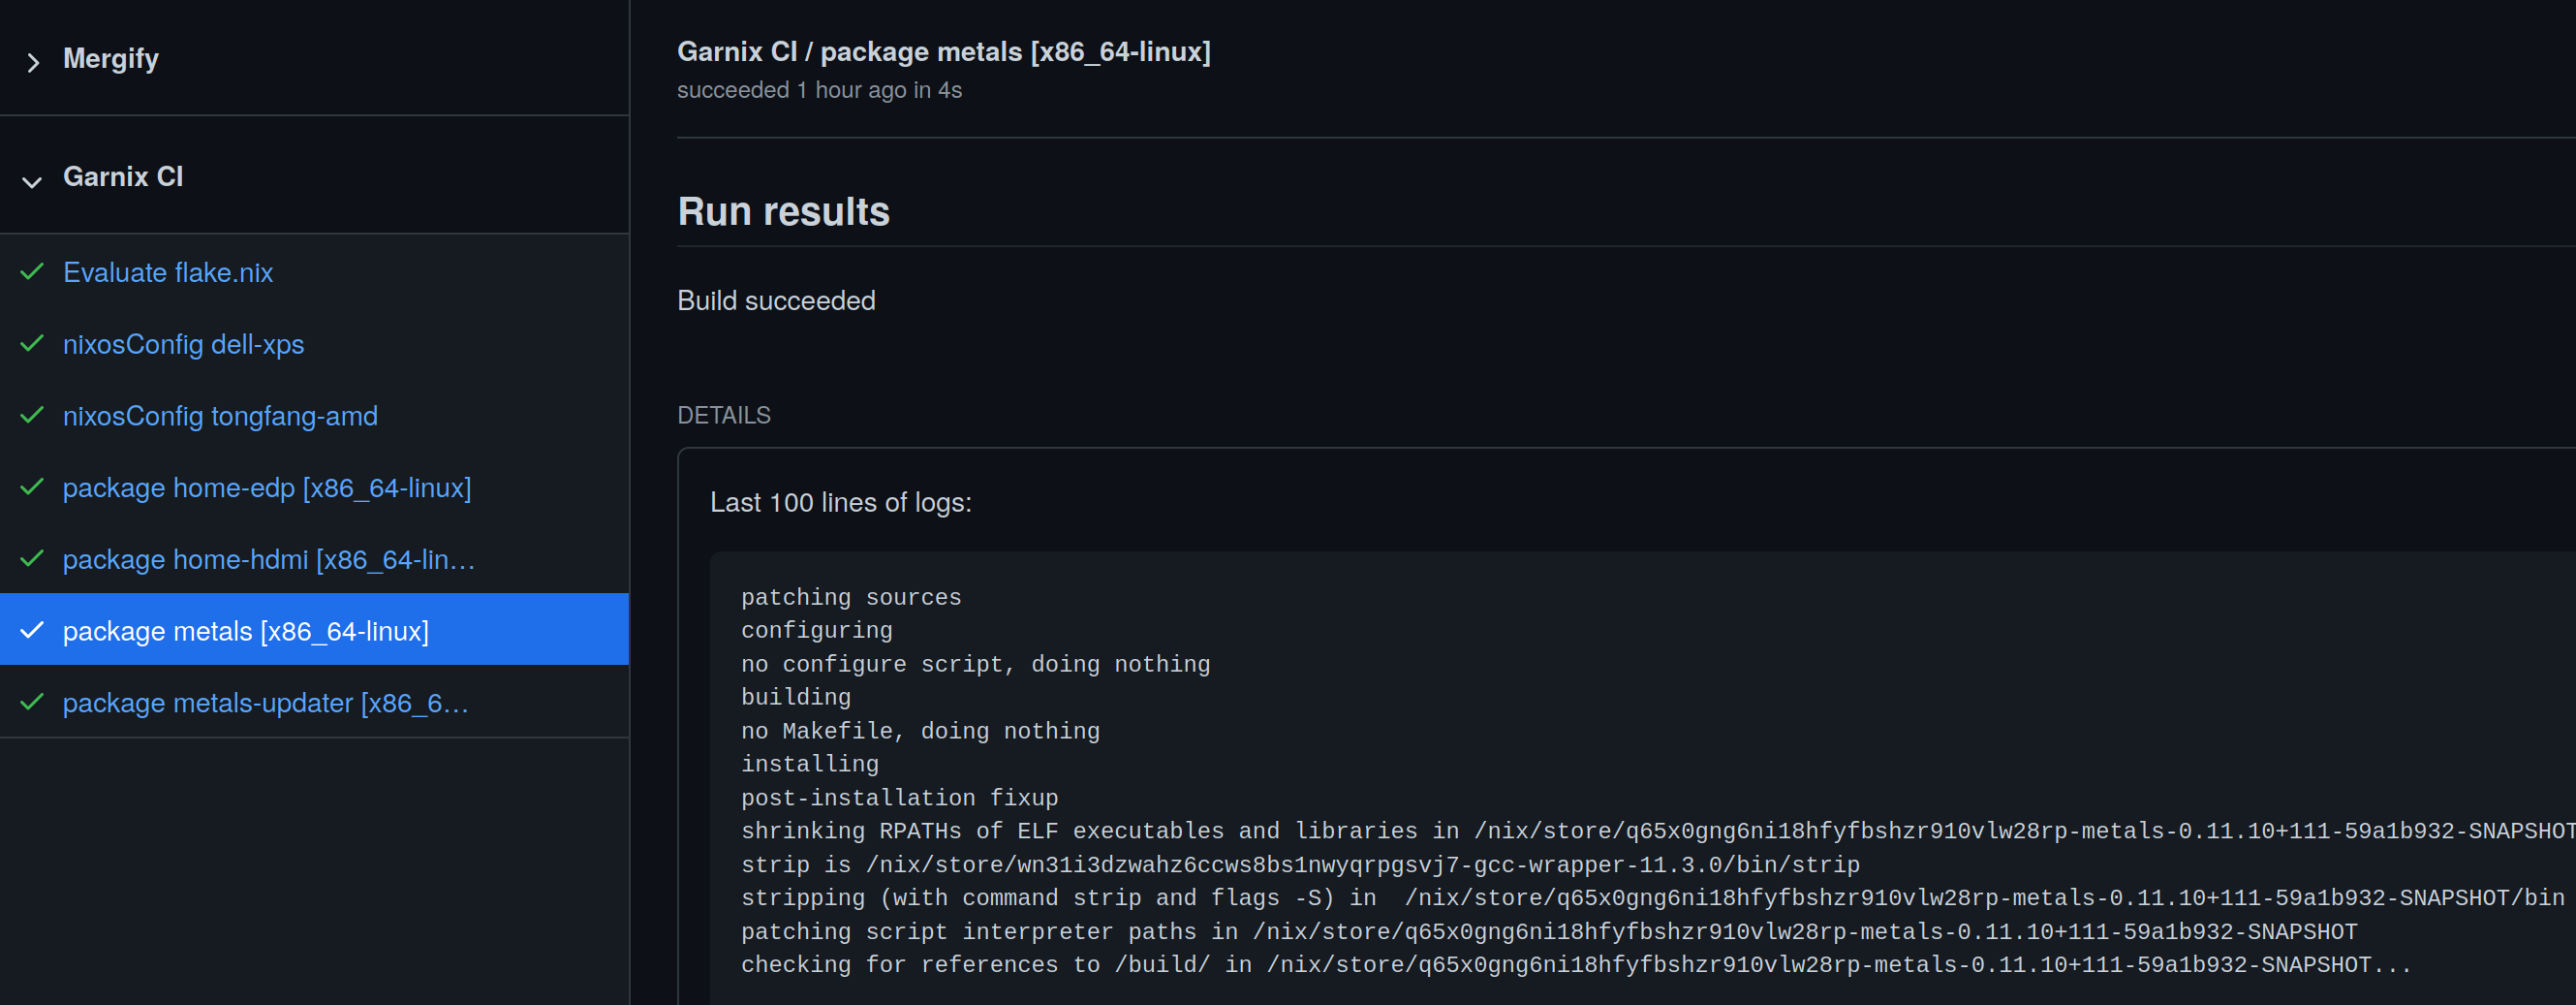 Mergify
Garnix CI
Evaluate flake.nix
nixosConfig dell-xps
nixosConfig tongfang-amd
package home-edp [x86_64-linux]
package home-hdmi [x86_64-lin…
package metals [x86_64-linux]
package metals-updater [x86_6…
Garnix CI / package metals [x86_64-linux]
succeeded 1 hour ago in 4s
Run results
Build succeeded
DETAILS
Last 100 lines of logs:
patching sources
configuring
no configure script, doing nothing
building
no Makefile, doing nothing
installing
post-installation fixup
shrinking RPATHs of ELF executables and libraries in /nix/store/q65x0gng6ni18hfyfbshzr910vlw28rp-metals-0.11.10+111-59a1b932-SNAPSHOT
strip is /nix/store/wn31i3dzwahz6ccws8bs1nwyqrpgsvj7-gcc-wrapper-11.3.0/bin/strip
stripping (with command strip and flags -S) in  /nix/store/q65x0gng6ni18hfyfbshzr910vlw28rp-metals-0.11.10+111-59a1b932-SNAPSHOT/bin
patching script interpreter paths in /nix/store/q65x0gng6ni18hfyfbshzr910vlw28rp-metals-0.11.10+111-59a1b932-SNAPSHOT
checking for references to /build/ in /nix/store/q65x0gng6ni18hfyfbshzr910vlw28rp-metals-0.11.10+111-59a1b932-SNAPSHOT...